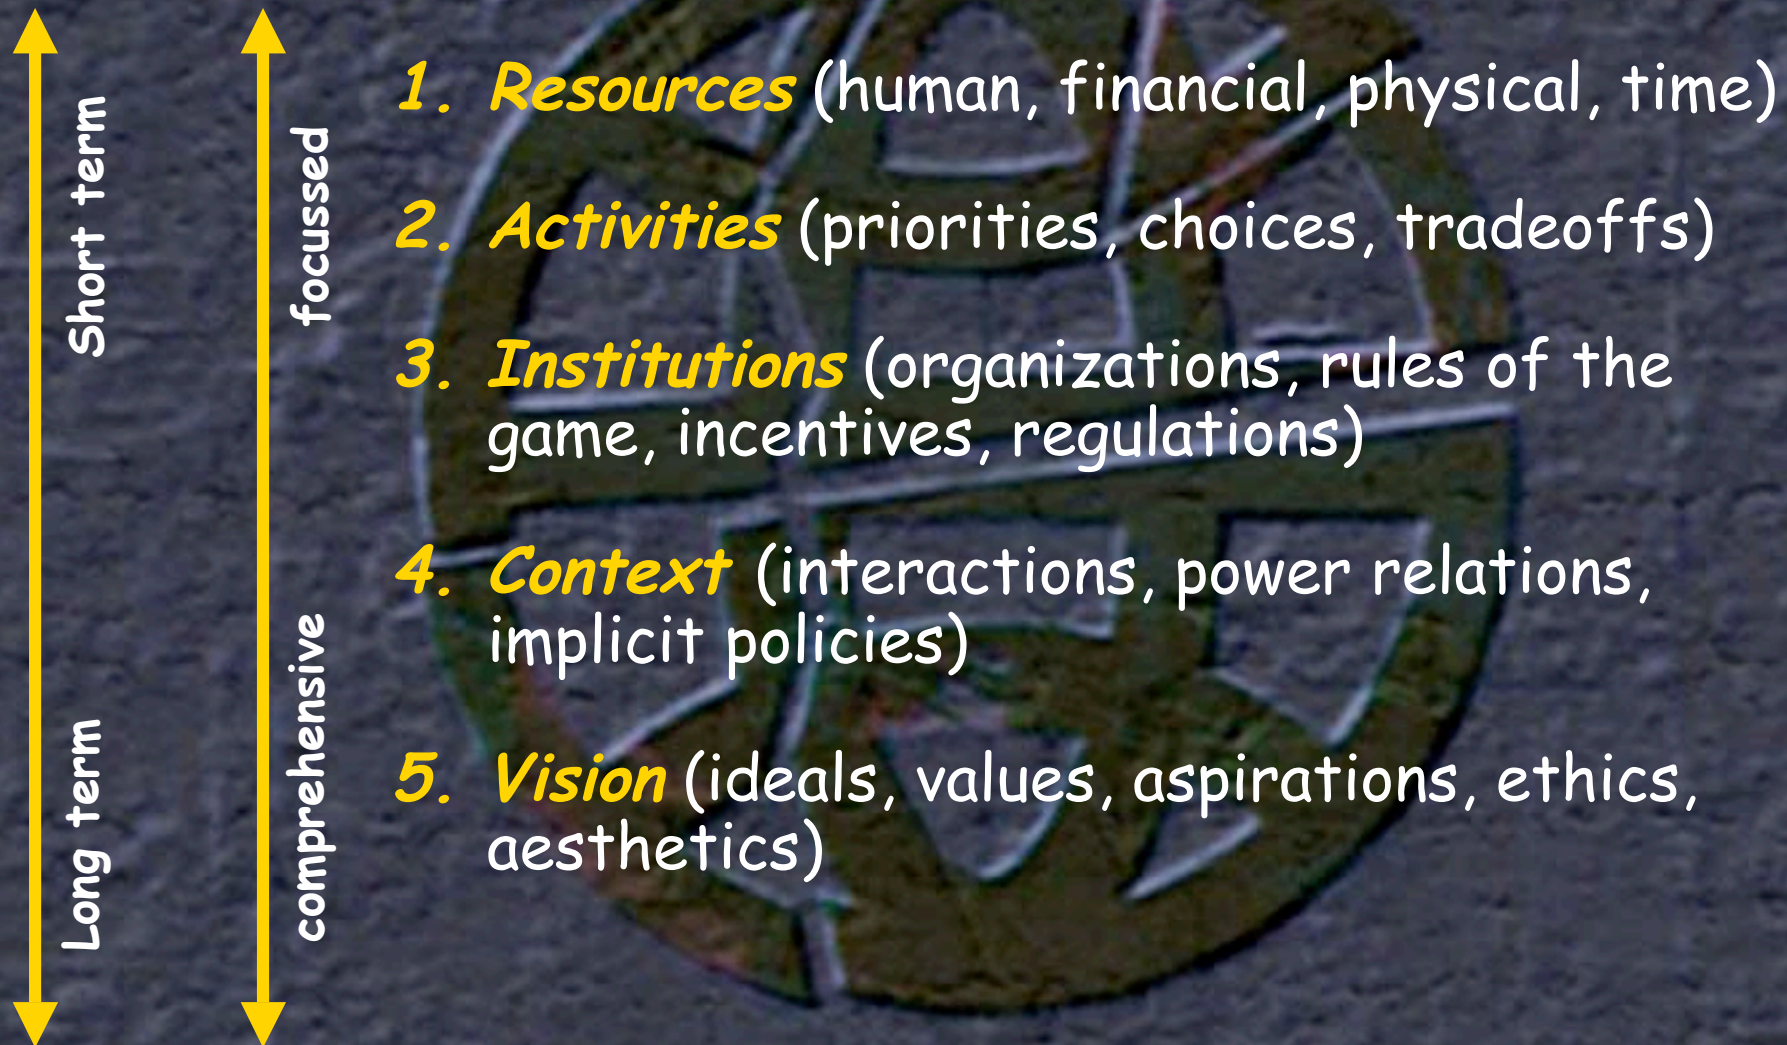 Short term
Long term
focussed
comprehensive
1. Resources (human, financial, physical, time)
2. Activities (priorities, choices, tradeoffs)
3. Institutions (organizations, rules of the
game, incentives, regulations)
4. Context (interactions, power relations,
implicit policies)
5. Vision (ideals, values, aspirations, ethics,
aesthetics)